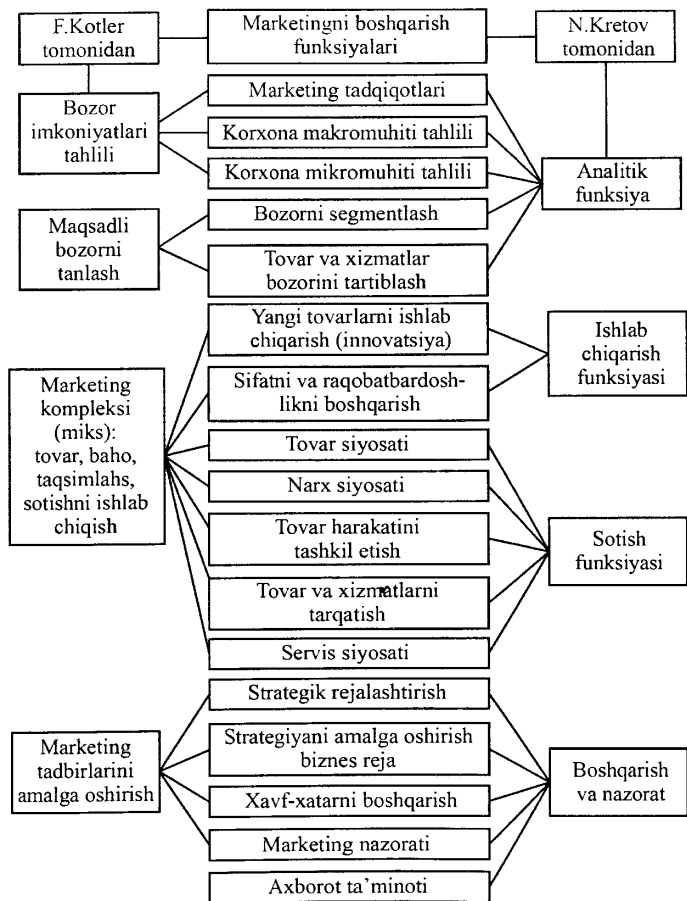 F.Kotler
tomonidan
Marketingni boshqarish
funksiyalari
N.Kretov
tomonidan
Bozor
imkoniyatlari
tahlili
Marketing tadqiqotlari
Korxona makromuhiti tahlili
Korxona mikromuhiti tahlili
Analitik
funksiya
Maqsadli
bozorni
tanlash
Bozorni segmentlash
Tovar va xizmatlar
bozorini tartiblash
Yangi tovarlarni ishlab
chiqarish (innovatsiya)
Sifatni va raqobatbardosh-
likni boshqarish
Ishlab
chiqarish
funksiyasi
Marketing
kompleksi
(miks):
tovar, baho,
taqsimlahs,
sotishni ishlab
chiqish
Tovar siyosati
Narx siyosati
Tovar harakatini
tashkil etish
Tovar va xizmatlarni
tarqatish
Servis siyosati
Sotish
funksiyasi
Marketing
tadbirlarini
amalga oshirish
Strategik rejalashtirish
Strategiyani amalga oshirish
biznes reja
Xavf-xatarni boshqarish
Marketing nazorati
Axborot ta’minoti
Boshqarish
va nazorat